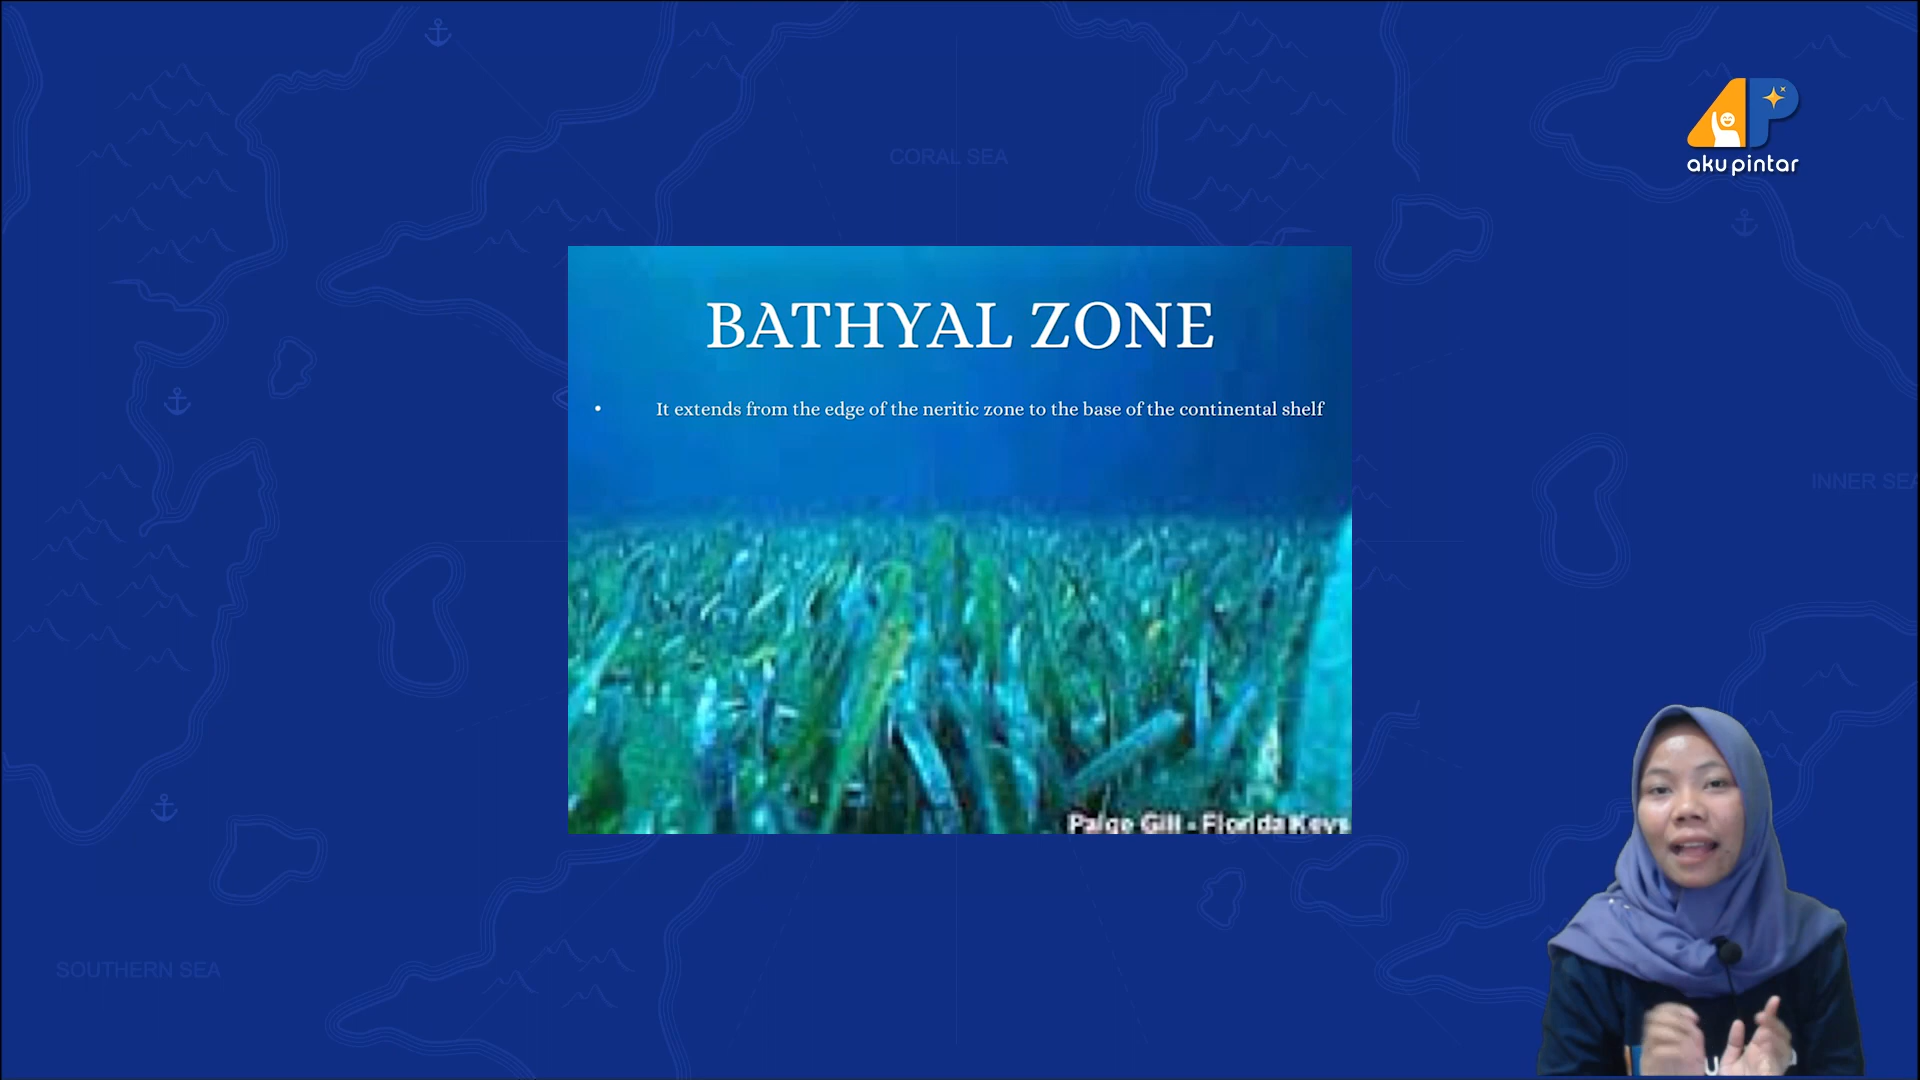 CORAL SEA
aku pintar
BATHYAL ZONE
• It extends from the edge of the neritic zone to the base of the continental shelf
INNER SEA
Paige Gill - Florida Keys
SOUTHERN SEA